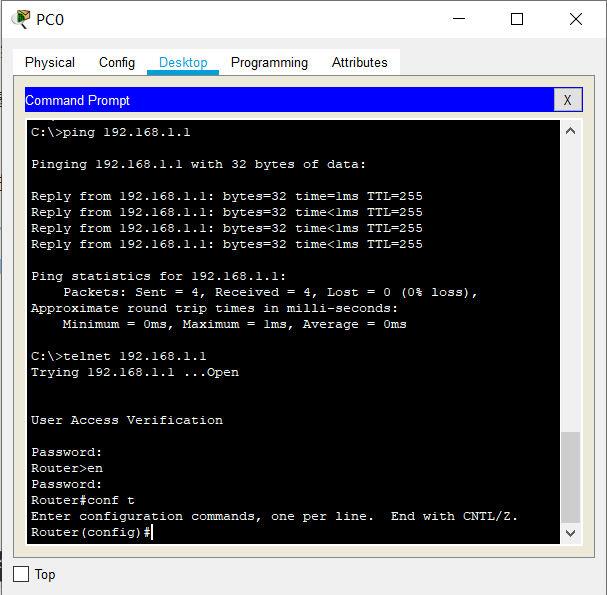 PC0
Physical Config Desktop Programming Attributes
Command Prompt
X
C:\>ping 192.168.1.1
Pinging 192.168.1.1 with 32 bytes of data:
Reply from 192.168.1.1: bytes=32 time=1ms TTL=255
Reply from 192.168.1.1: bytes=32 time<1ms TTL=255
Reply from 192.168.1.1: bytes=32 time<1ms TTL=255
Reply from 192.168.1.1: bytes=32 time<1ms TTL=255
Ping statistics for 192.168.1.1:
Packets: Sent = 4, Received = 4, Lost = 0 (0% loss),
Approximate round trip times in milli-seconds:
Minimum = 0ms, Maximum = 1ms, Average = 0ms
C:\>telnet 192.168.1.1
Trying 192.168.1.1 ...Open
User Access Verification
Password:
Router>en
Password:
Router#conf t
Enter configuration commands, one per line.  End with CNTL/Z.
Router(config)#
Top